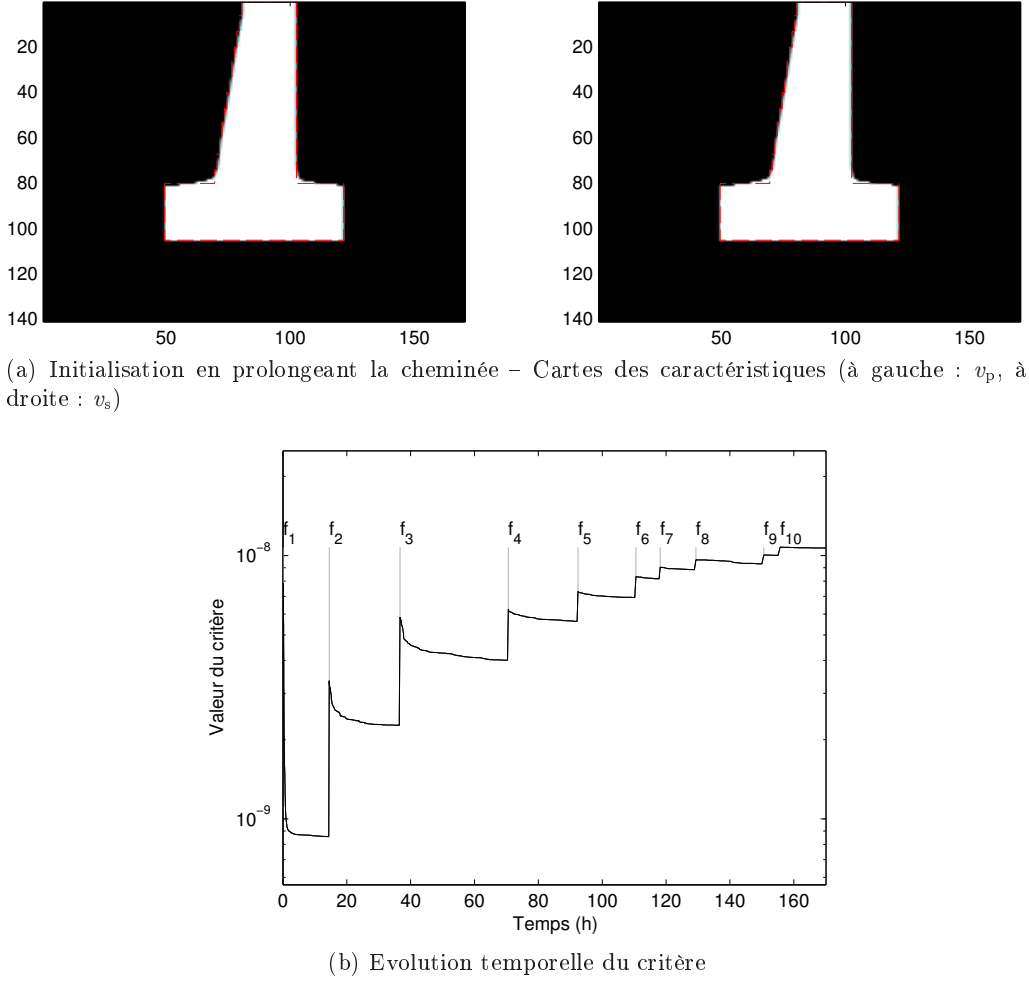 20
40
60
80
100
120
140
50 100 150
20
40
60
80
100
120
140
50 100 150
(a) Initialisation en prolongeant la cheminée – Cartes des caractéristiques (à gauche : vp, à
droite : vs)
f1 f2 f3 f4 f5 f6 f7 f8 f9 f10
10−8
10−9
Valeur du critère
0 20 40 60 80 100 120 140 160
Temps (h)
(b) Evolution temporelle du critère